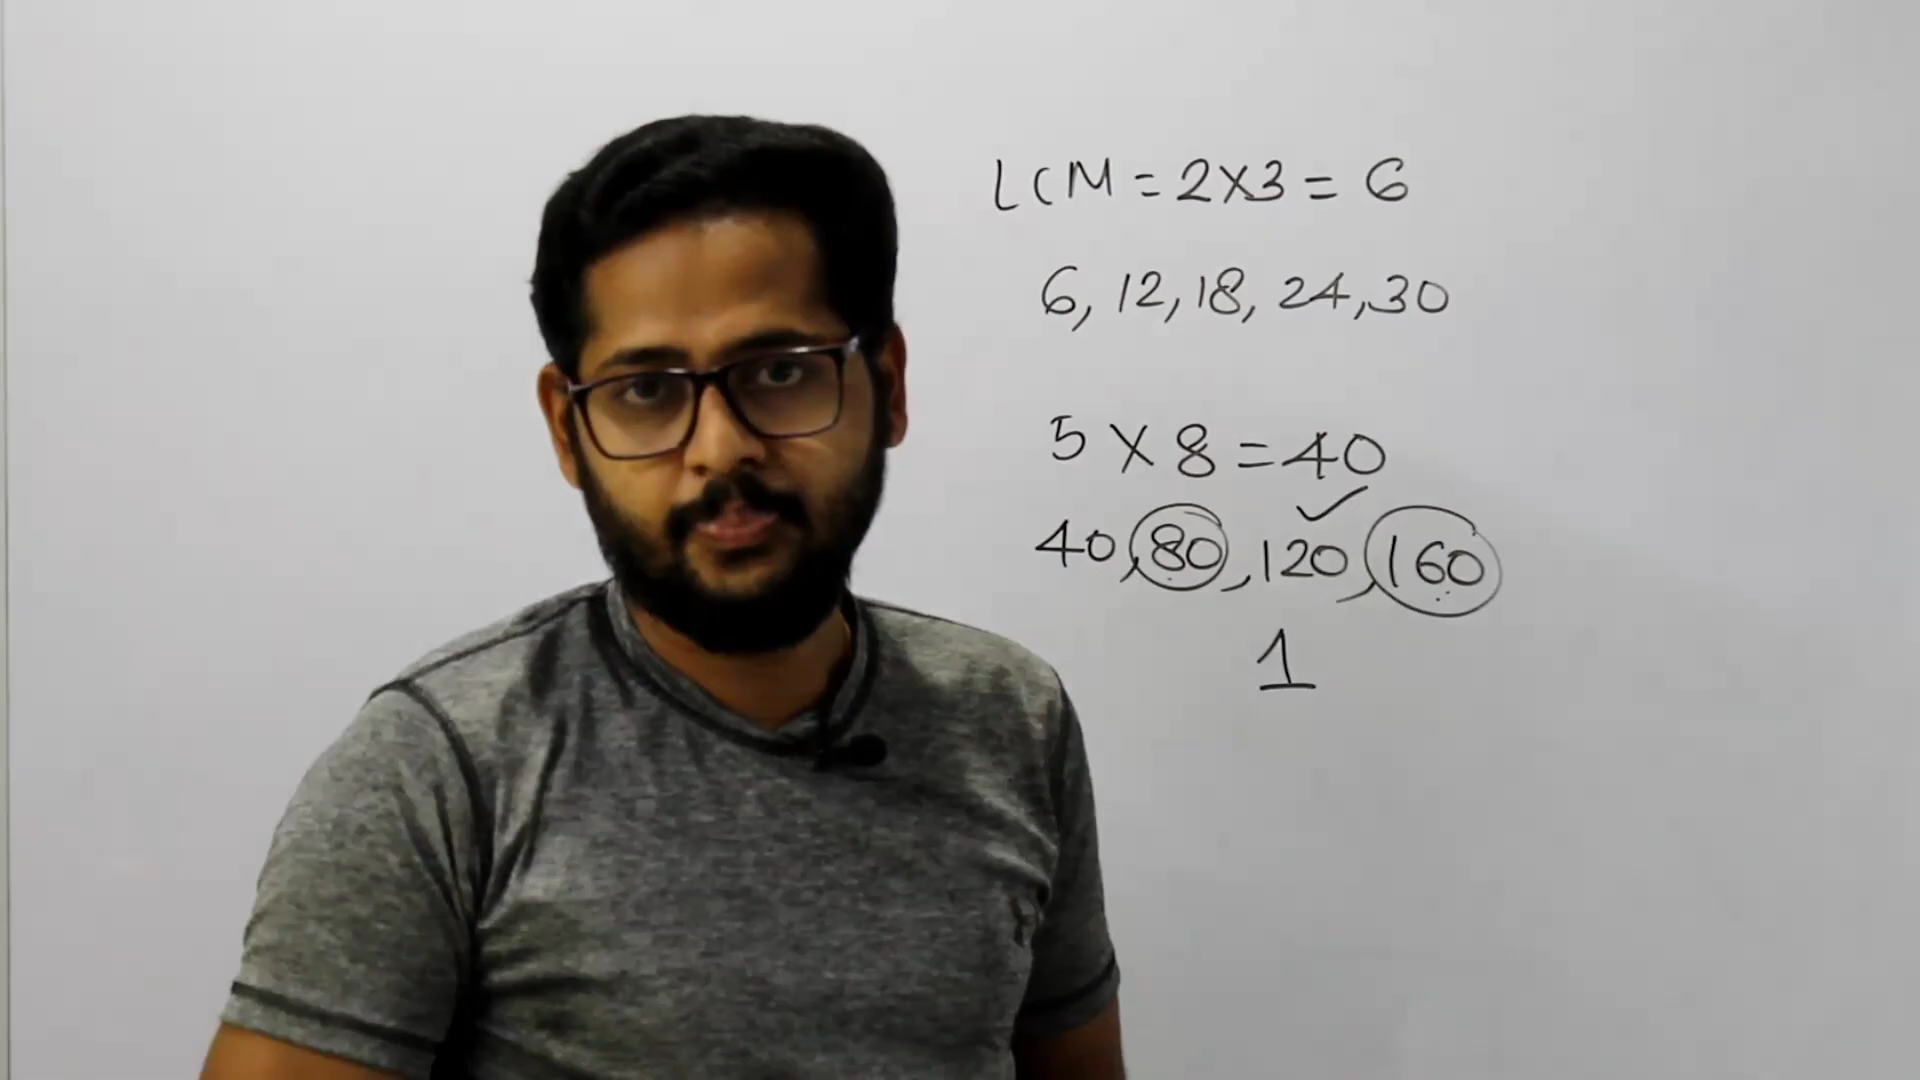 LCM = 2X3 = 6
6, 12, 18, 24, 30
5 X 8 = 40
40, 80, 120, 160
1